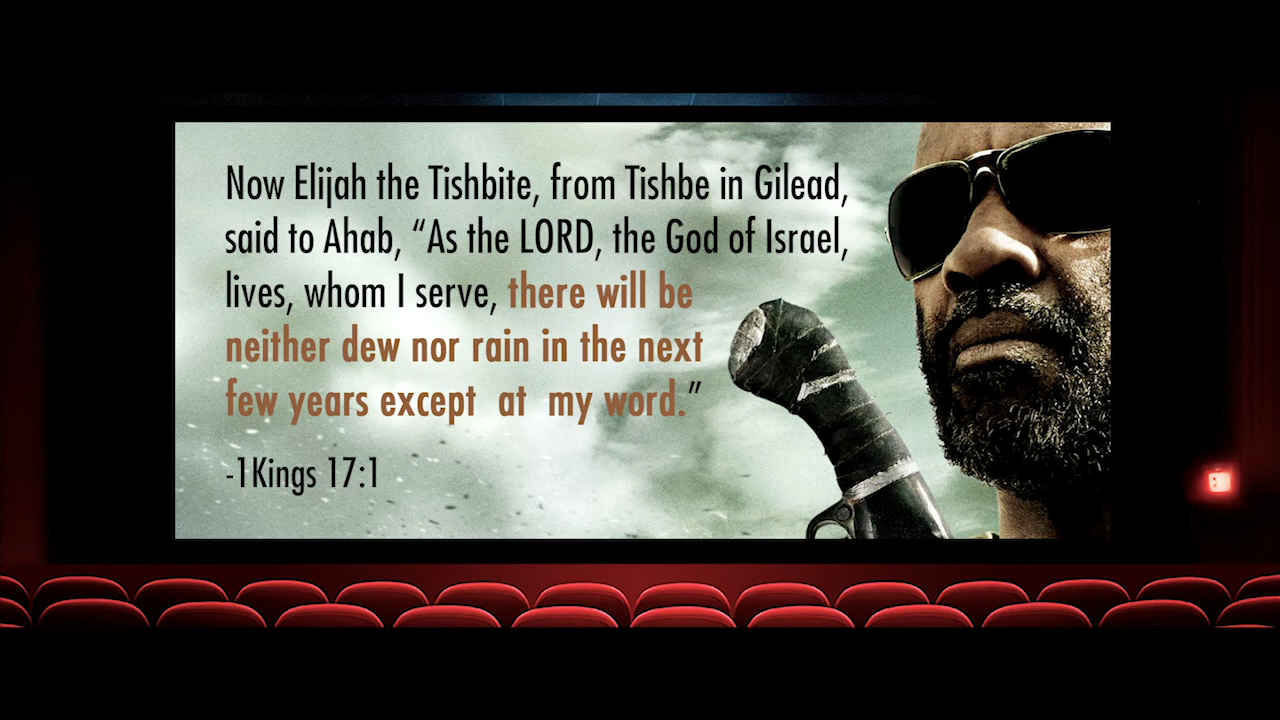 Now Elijah the Tishbite, from Tishbe in Gilead,
said to Ahab, “As the LORD, the God of Israel,
lives, whom I serve, there will be
neither dew nor rain in the next
few years except at my word.”
-1Kings 17:1